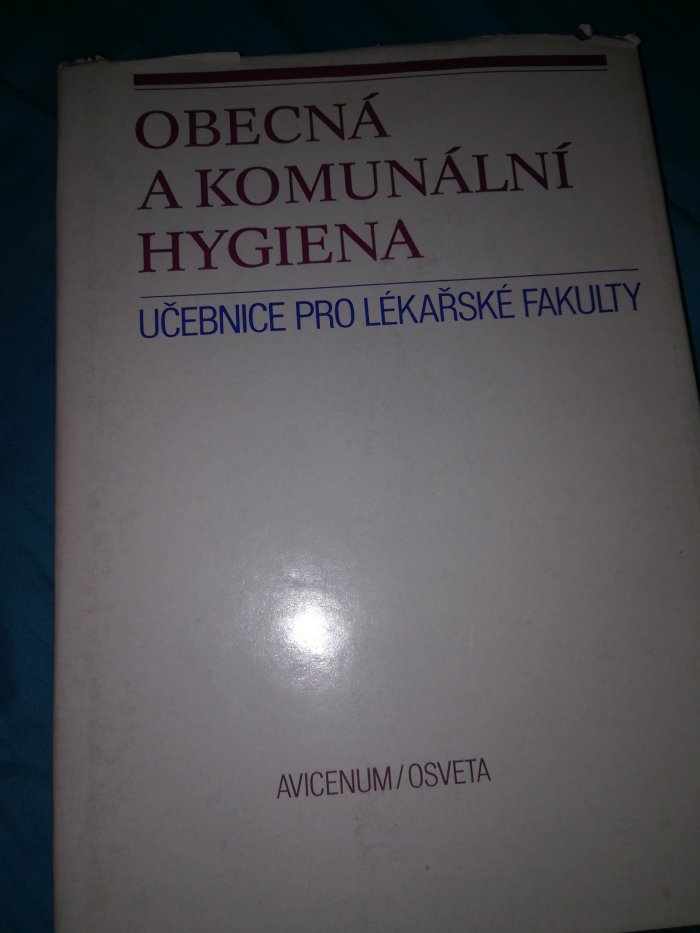 OBECNÁ
A KOMUNÁLNÍ
HYGIENA
UČEBNICE PRO LÉKAŘSKÉ FAKULTY
AVICENUM/OSVETA